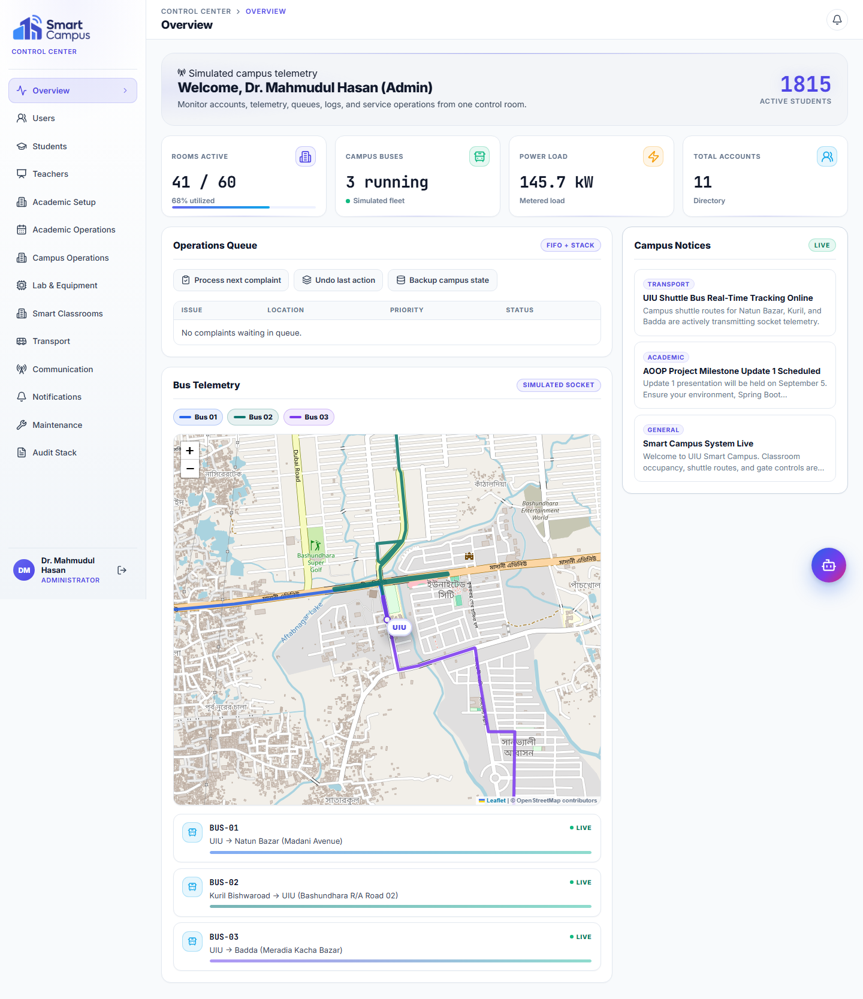 Smart
Campus
CONTROL CENTER
Overview
Users
Students
Teachers
Academic Setup
Academic Operations
Campus Operations
Lab & Equipment
Smart Classrooms
Transport
Communication
Notifications
Maintenance
Audit Stack
DM
Dr. Mahmudul
Hasan
ADMINISTRATOR
CONTROL CENTER > OVERVIEW
Overview
Simulated campus telemetry
Welcome, Dr. Mahmudul Hasan (Admin)
Monitor accounts, telemetry, queues, logs, and service operations from one control room.
1815
ACTIVE STUDENTS
ROOMS ACTIVE
41 / 60
68% utilized
CAMPUS BUSES
3 running
Simulated fleet
POWER LOAD
145.7 kW
Metered load
TOTAL ACCOUNTS
11
Directory
Operations Queue
FIFO + STACK
Process next complaint
Undo last action
Backup campus state
ISSUE LOCATION PRIORITY STATUS
No complaints waiting in queue.
Campus Notices
LIVE
TRANSPORT
UIU Shuttle Bus Real-Time Tracking Online
Campus shuttle routes for Natun Bazar, Kuril, and
Badda are actively transmitting socket telemetry.
ACADEMIC
AOOP Project Milestone Update 1 Scheduled
Update 1 presentation will be held on September 5.
Ensure your environment, Spring Boot...
GENERAL
Smart Campus System Live
Welcome to UIU Smart Campus. Classroom
occupancy, shuttle routes, and gate controls are...
Bus Telemetry
SIMULATED SOCKET
Bus 01
Bus 02
Bus 03
+
−
Dubai Road
নাসিরেরটেক
কাঁঠালদিয়া
Bashundhara
Entertainment
World
Bashundhara
Super
Golf
মাদানী এভিনিউ
মাদানী এভিনিউ
মাদানী এভিনিউ
ইউনাইটেড
সিটি
Aftabnagar Lake
UIU
পূর্ব নূরের চালা
সানভ্যালী
আবাসন
সাতারকুল
Leaflet | © OpenStreetMap contributors
BUS-01
LIVE
UIU → Natun Bazar (Madani Avenue)
BUS-02
LIVE
Kuril Bishwaroad → UIU (Bashundhara R/A Road 02)
BUS-03
LIVE
UIU → Badda (Meradia Kacha Bazar)